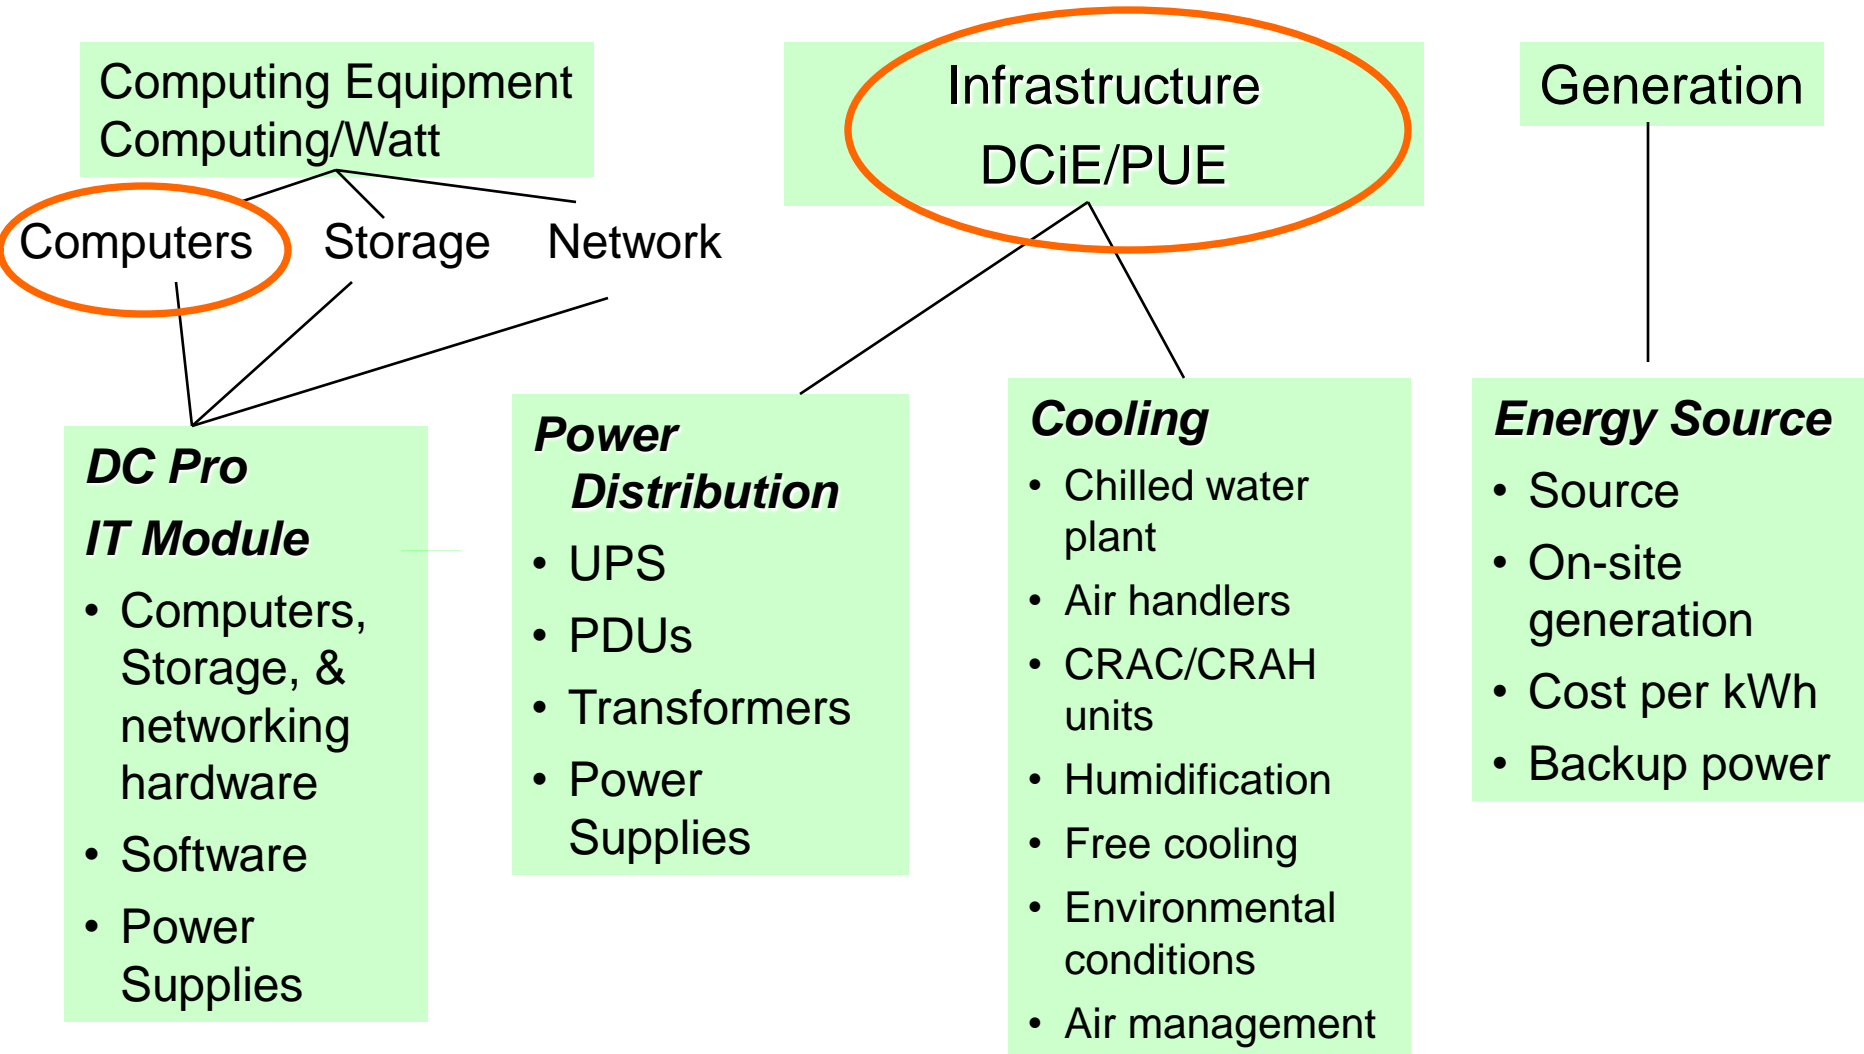 Computing Equipment
Computing/Watt
Infrastructure
DCiE/PUE
Generation
Computers
Storage
Network
DC Pro
IT Module
• Computers,
Storage, &
networking
hardware
• Software
• Power
Supplies
Power
Distribution
• UPS
• PDUs
• Transformers
• Power
Supplies
Cooling
• Chilled water
plant
• Air handlers
• CRAC/CRAH
units
• Humidification
• Free cooling
• Environmental
conditions
• Air management
Energy Source
• Source
• On-site
generation
• Cost per kWh
• Backup power